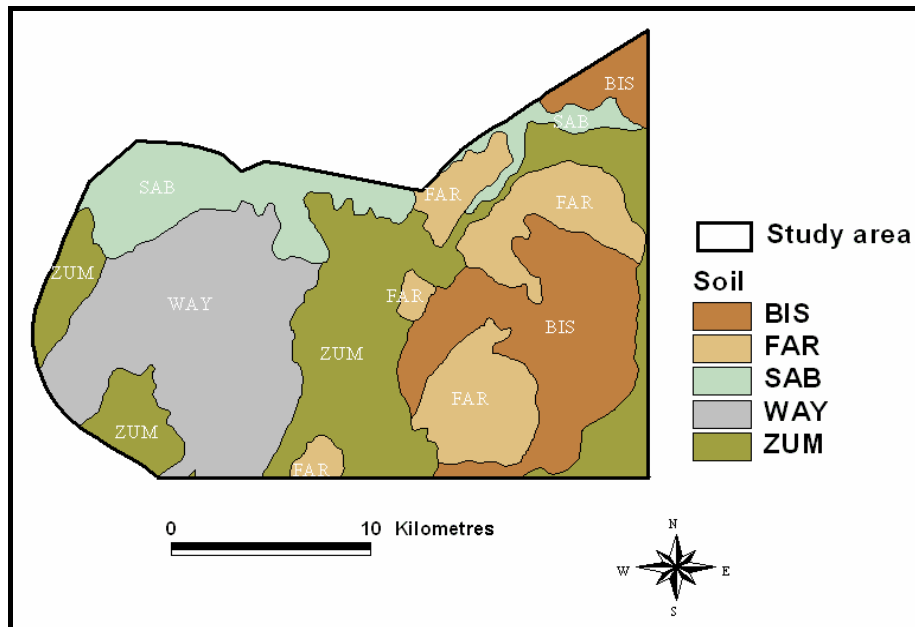 BIS
SAB
SAB
FAR
FAR
ZUM
WAY
FAR
ZUM
BIS
FAR
ZUM
FAR
Study area
Soil
BIS
FAR
SAB
WAY
ZUM
0 10 Kilometres
N
W E
S